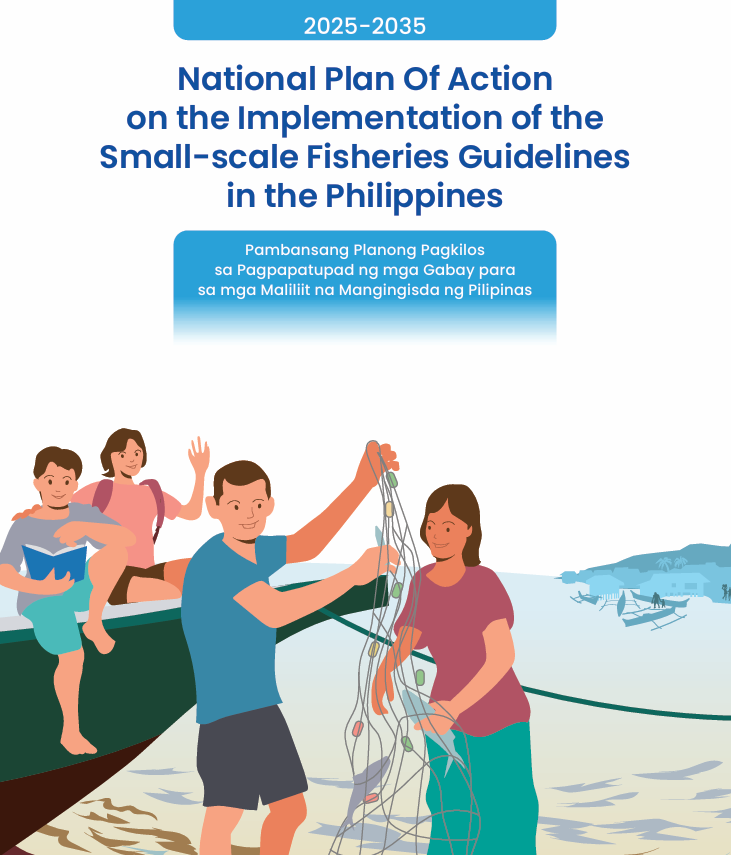 2025-2035
National Plan Of Action
on the Implementation of the
Small-scale Fisheries Guidelines
in the Philippines
Pambansang Planong Pagkilos
sa Pagpapatupad ng mga Gabay para
sa mga Maliliit na Mangingisda ng Pilipinas